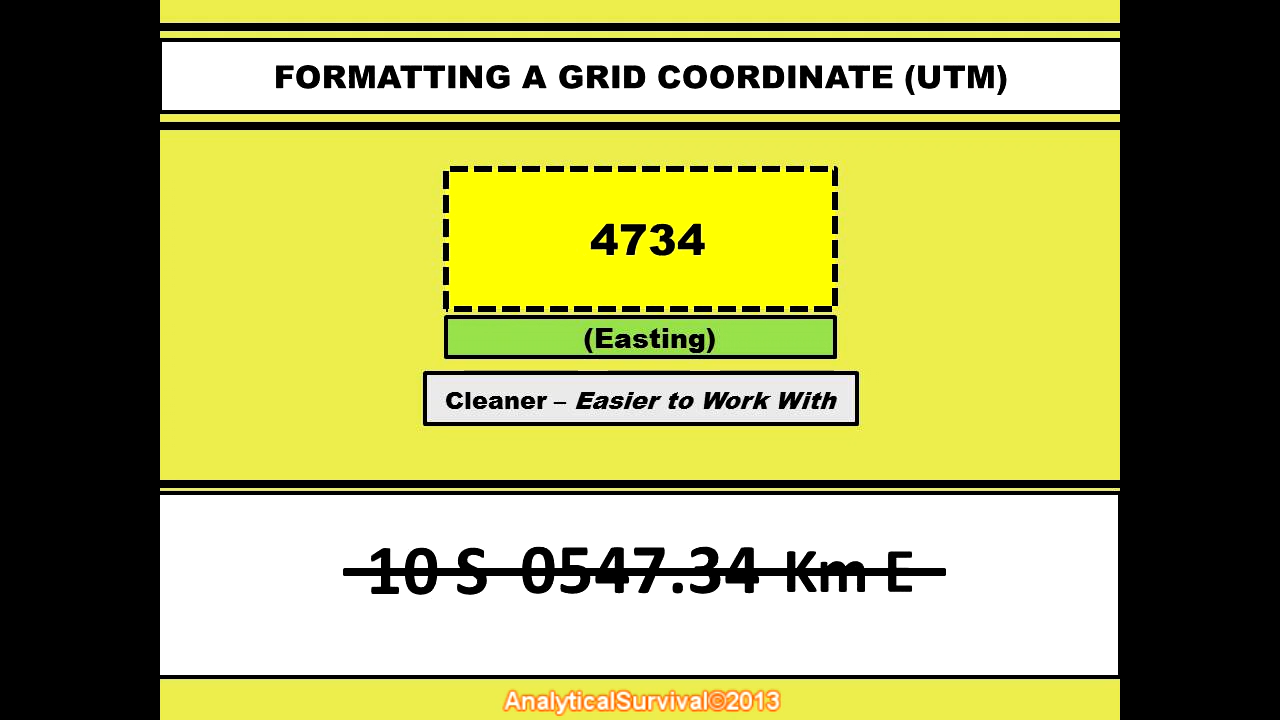 FORMATTING A GRID COORDINATE (UTM)
4734
(Easting)
Cleaner – Easier to Work With
10 S 0547.34 Km E
AnalyticalSurvival©2013